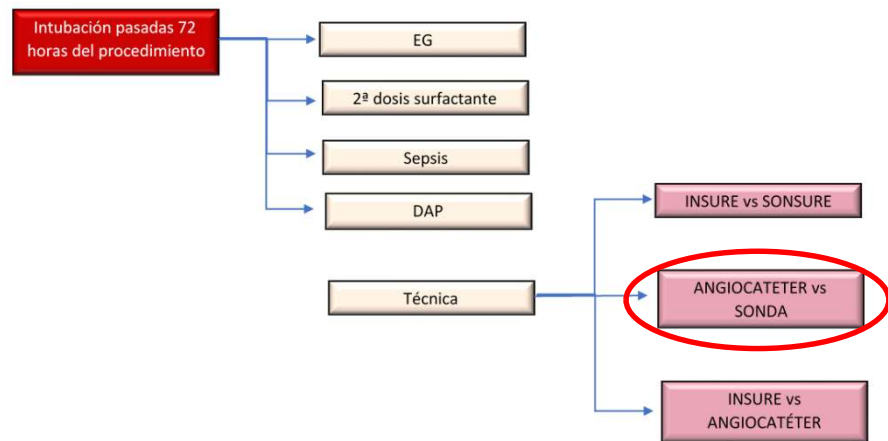 Intubación pasadas 72
horas del procedimiento
EG
2ª dosis surfactante
Sepsis
DAP
Técnica
INSURE vs SONSURE
ANGIOCATETER vs
SONDA
INSURE vs
ANGIOCATÉTER